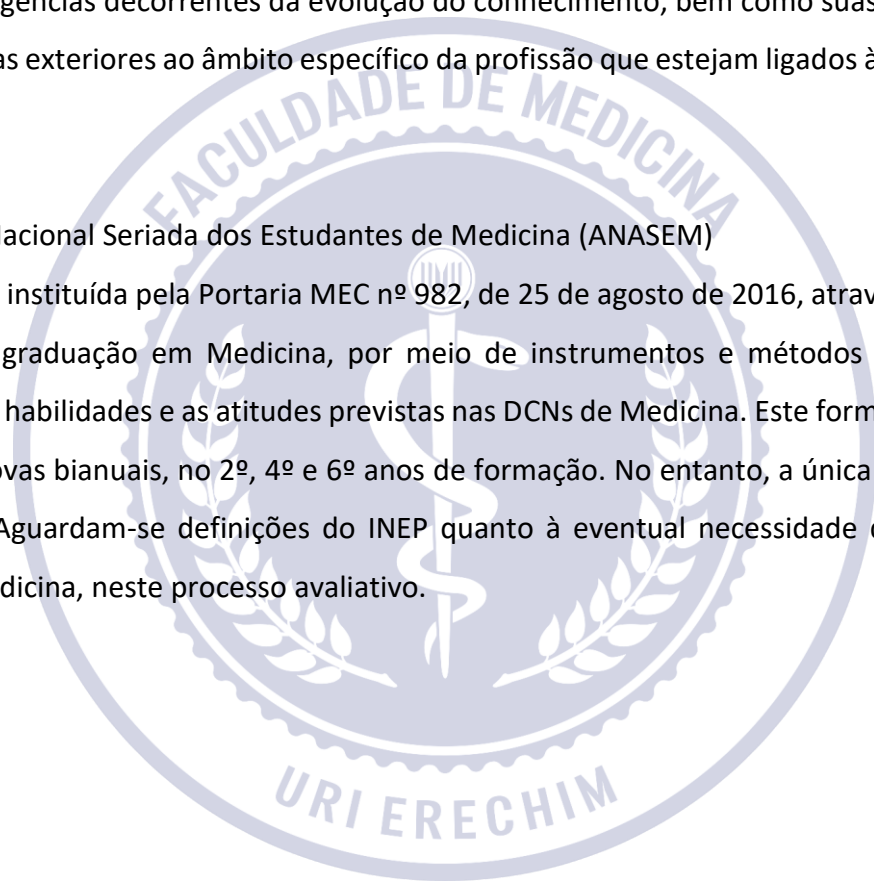 gências decorrentes da evolução do conhecimento, bem como suas
as exteriores ao âmbito específico da profissão que estejam ligados à
FACULDADE DE MEDICINA
Nacional Seriada dos Estudantes de Medicina (ANASEM)
instituída pela Portaria MEC nº 982, de 25 de agosto de 2016, atrav
graduação em Medicina, por meio de instrumentos e métodos
habilidades e as atitudes previstas nas DCNs de Medicina. Este form
ovas bianuais, no 2º, 4º e 6º anos de formação. No entanto, a única
Aguardam-se definições do INEP quanto à eventual necessidade d
dicina, neste processo avaliativo.
URI ERECHIM